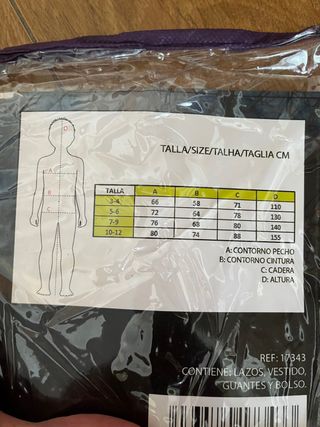 D
A
B
C
TALLA/SIZE/TALHA/TAGLIA CM
TALLA A B C D
3-4 66 58 71 110
5-6 72 64 78 130
7-9 76 68 80 140
10-12 80 74 88 155
A: CONTORNO PECHO
B: CONTORNO CINTURA
C: CADERA
D: ALTURA
REF: 17343
CONTIENE: LAZOS, VESTIDO,
GUANTES Y BOLSO.